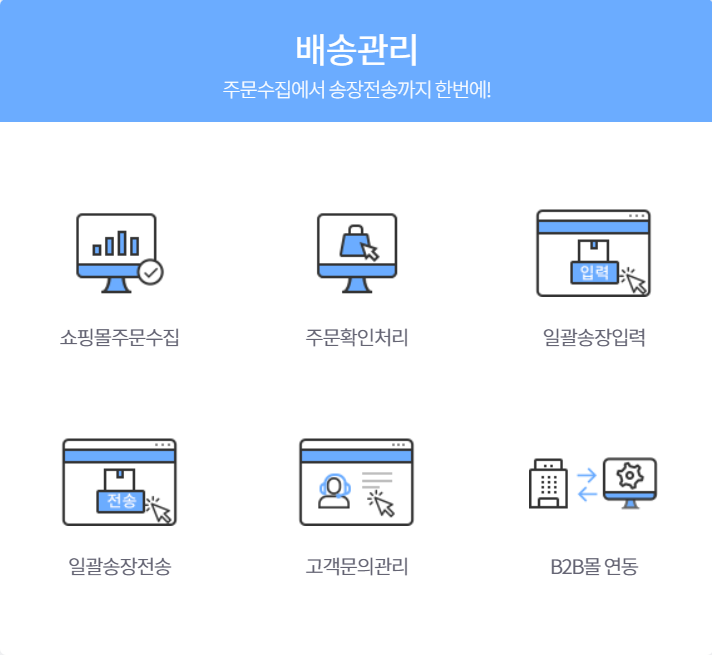 배송관리
주문수집에서 송장전송까지 한번에!
입력
쇼핑몰주문수집
주문확인처리
일괄송장입력
전송
일괄송장전송
고객문의관리
B2B몰 연동